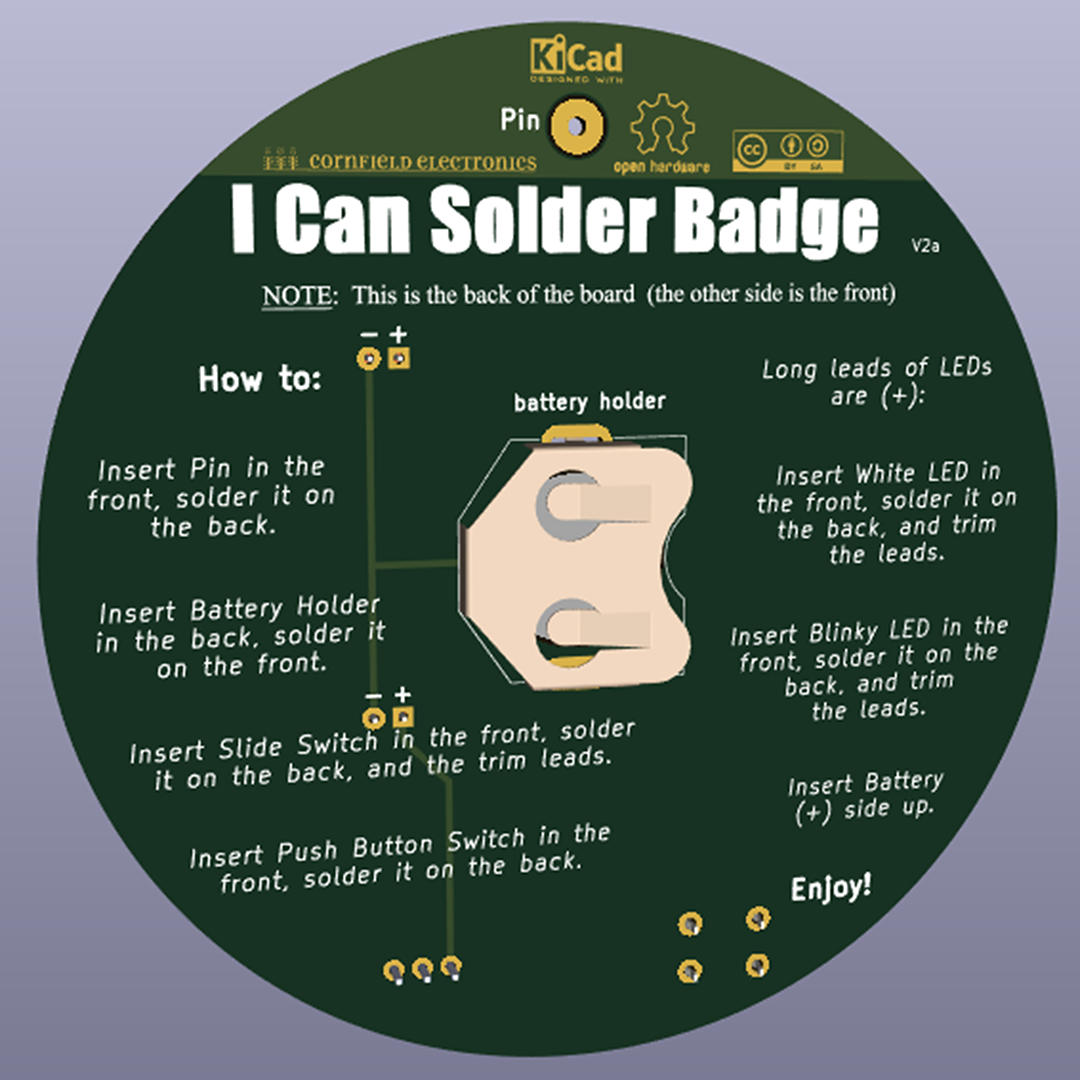 KiCad
DESIGNED WITH
Pin
open hardware
CORNFIELD ELECTRONICS
CC
BY SA
I Can Solder Badge
V2a
NOTE: This is the back of the board (the other side is the front)
− +
How to:
battery holder
Insert Pin in the
front, solder it on
the back.
Insert Battery Holder
in the back, solder it
on the front.
− +
Insert Slide Switch in the front, solder
it on the back, and the trim leads.
Insert Push Button Switch in the
front, solder it on the back.
Long leads of LEDs
are (+):
Insert White LED in
the front, solder it on
the back, and trim
the leads.
Insert Blinky LED in the
front, solder it on the
back, and trim
the leads.
Insert Battery
(+) side up.
Enjoy!